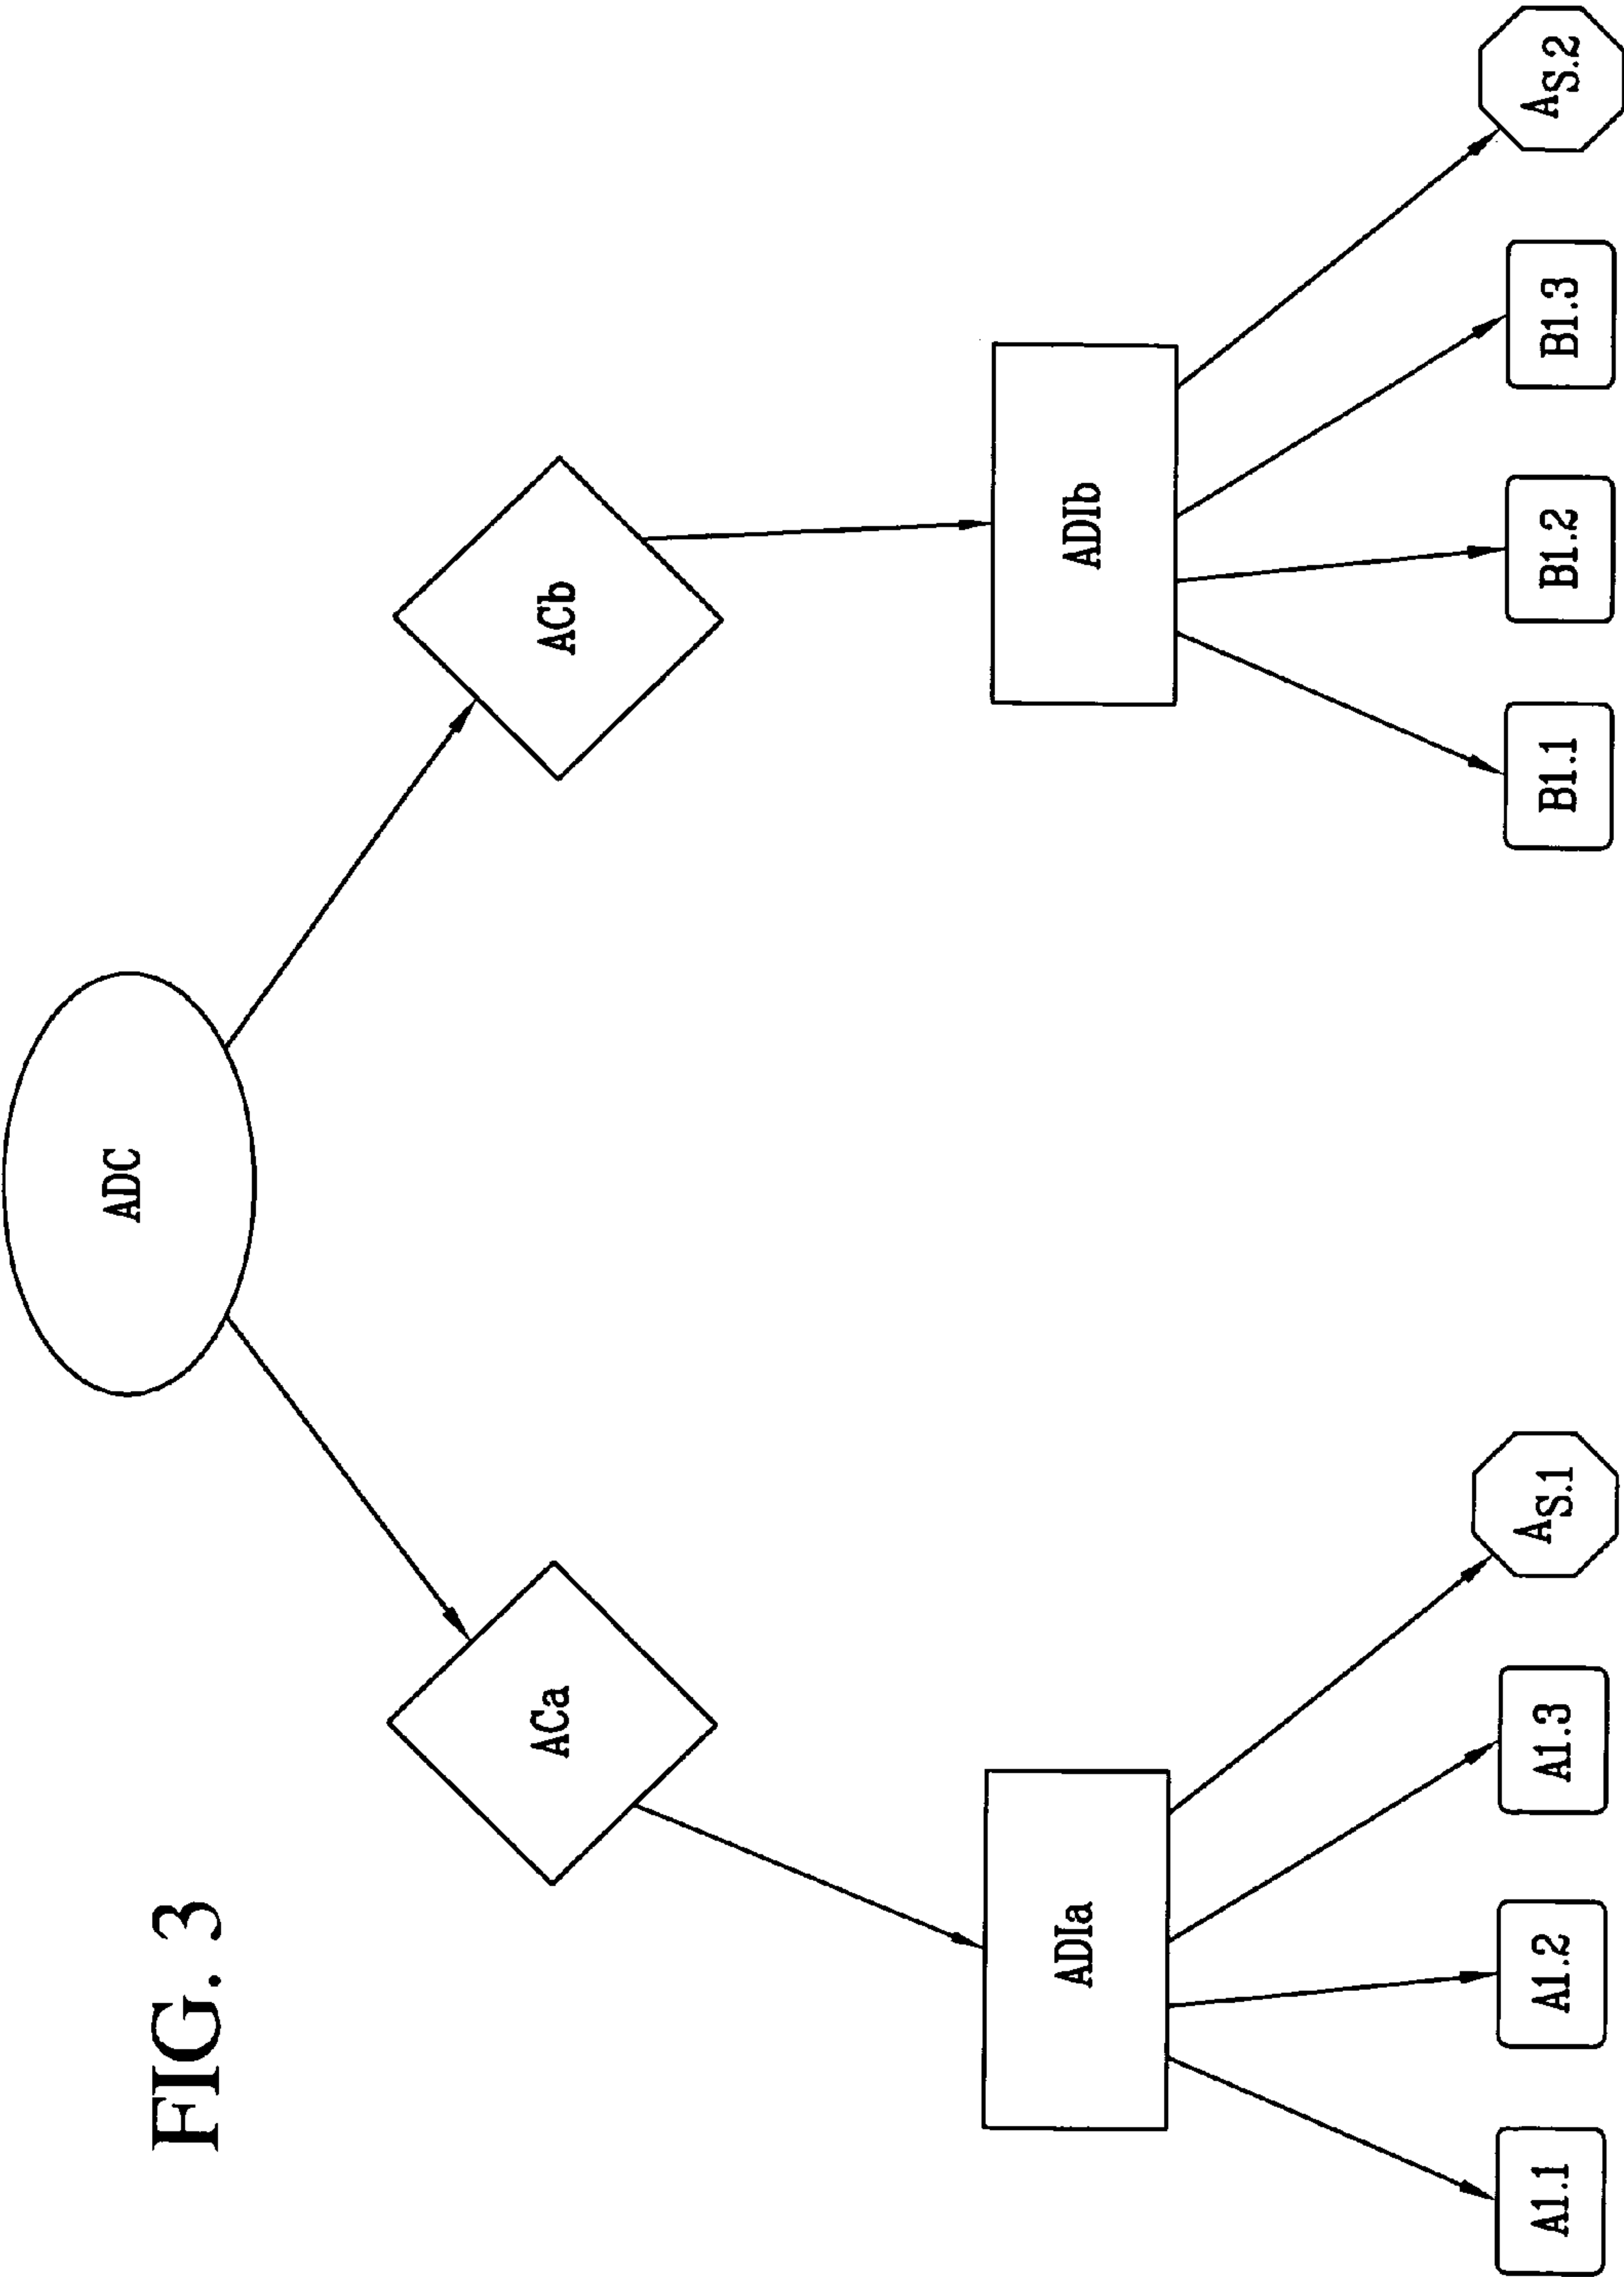 FIG. 3
ADC
ACa
ACb
ADIa
ADIb
A1.1
A1.2
A1.3
AS.1
B1.1
B1.2
B1.3
AS.2